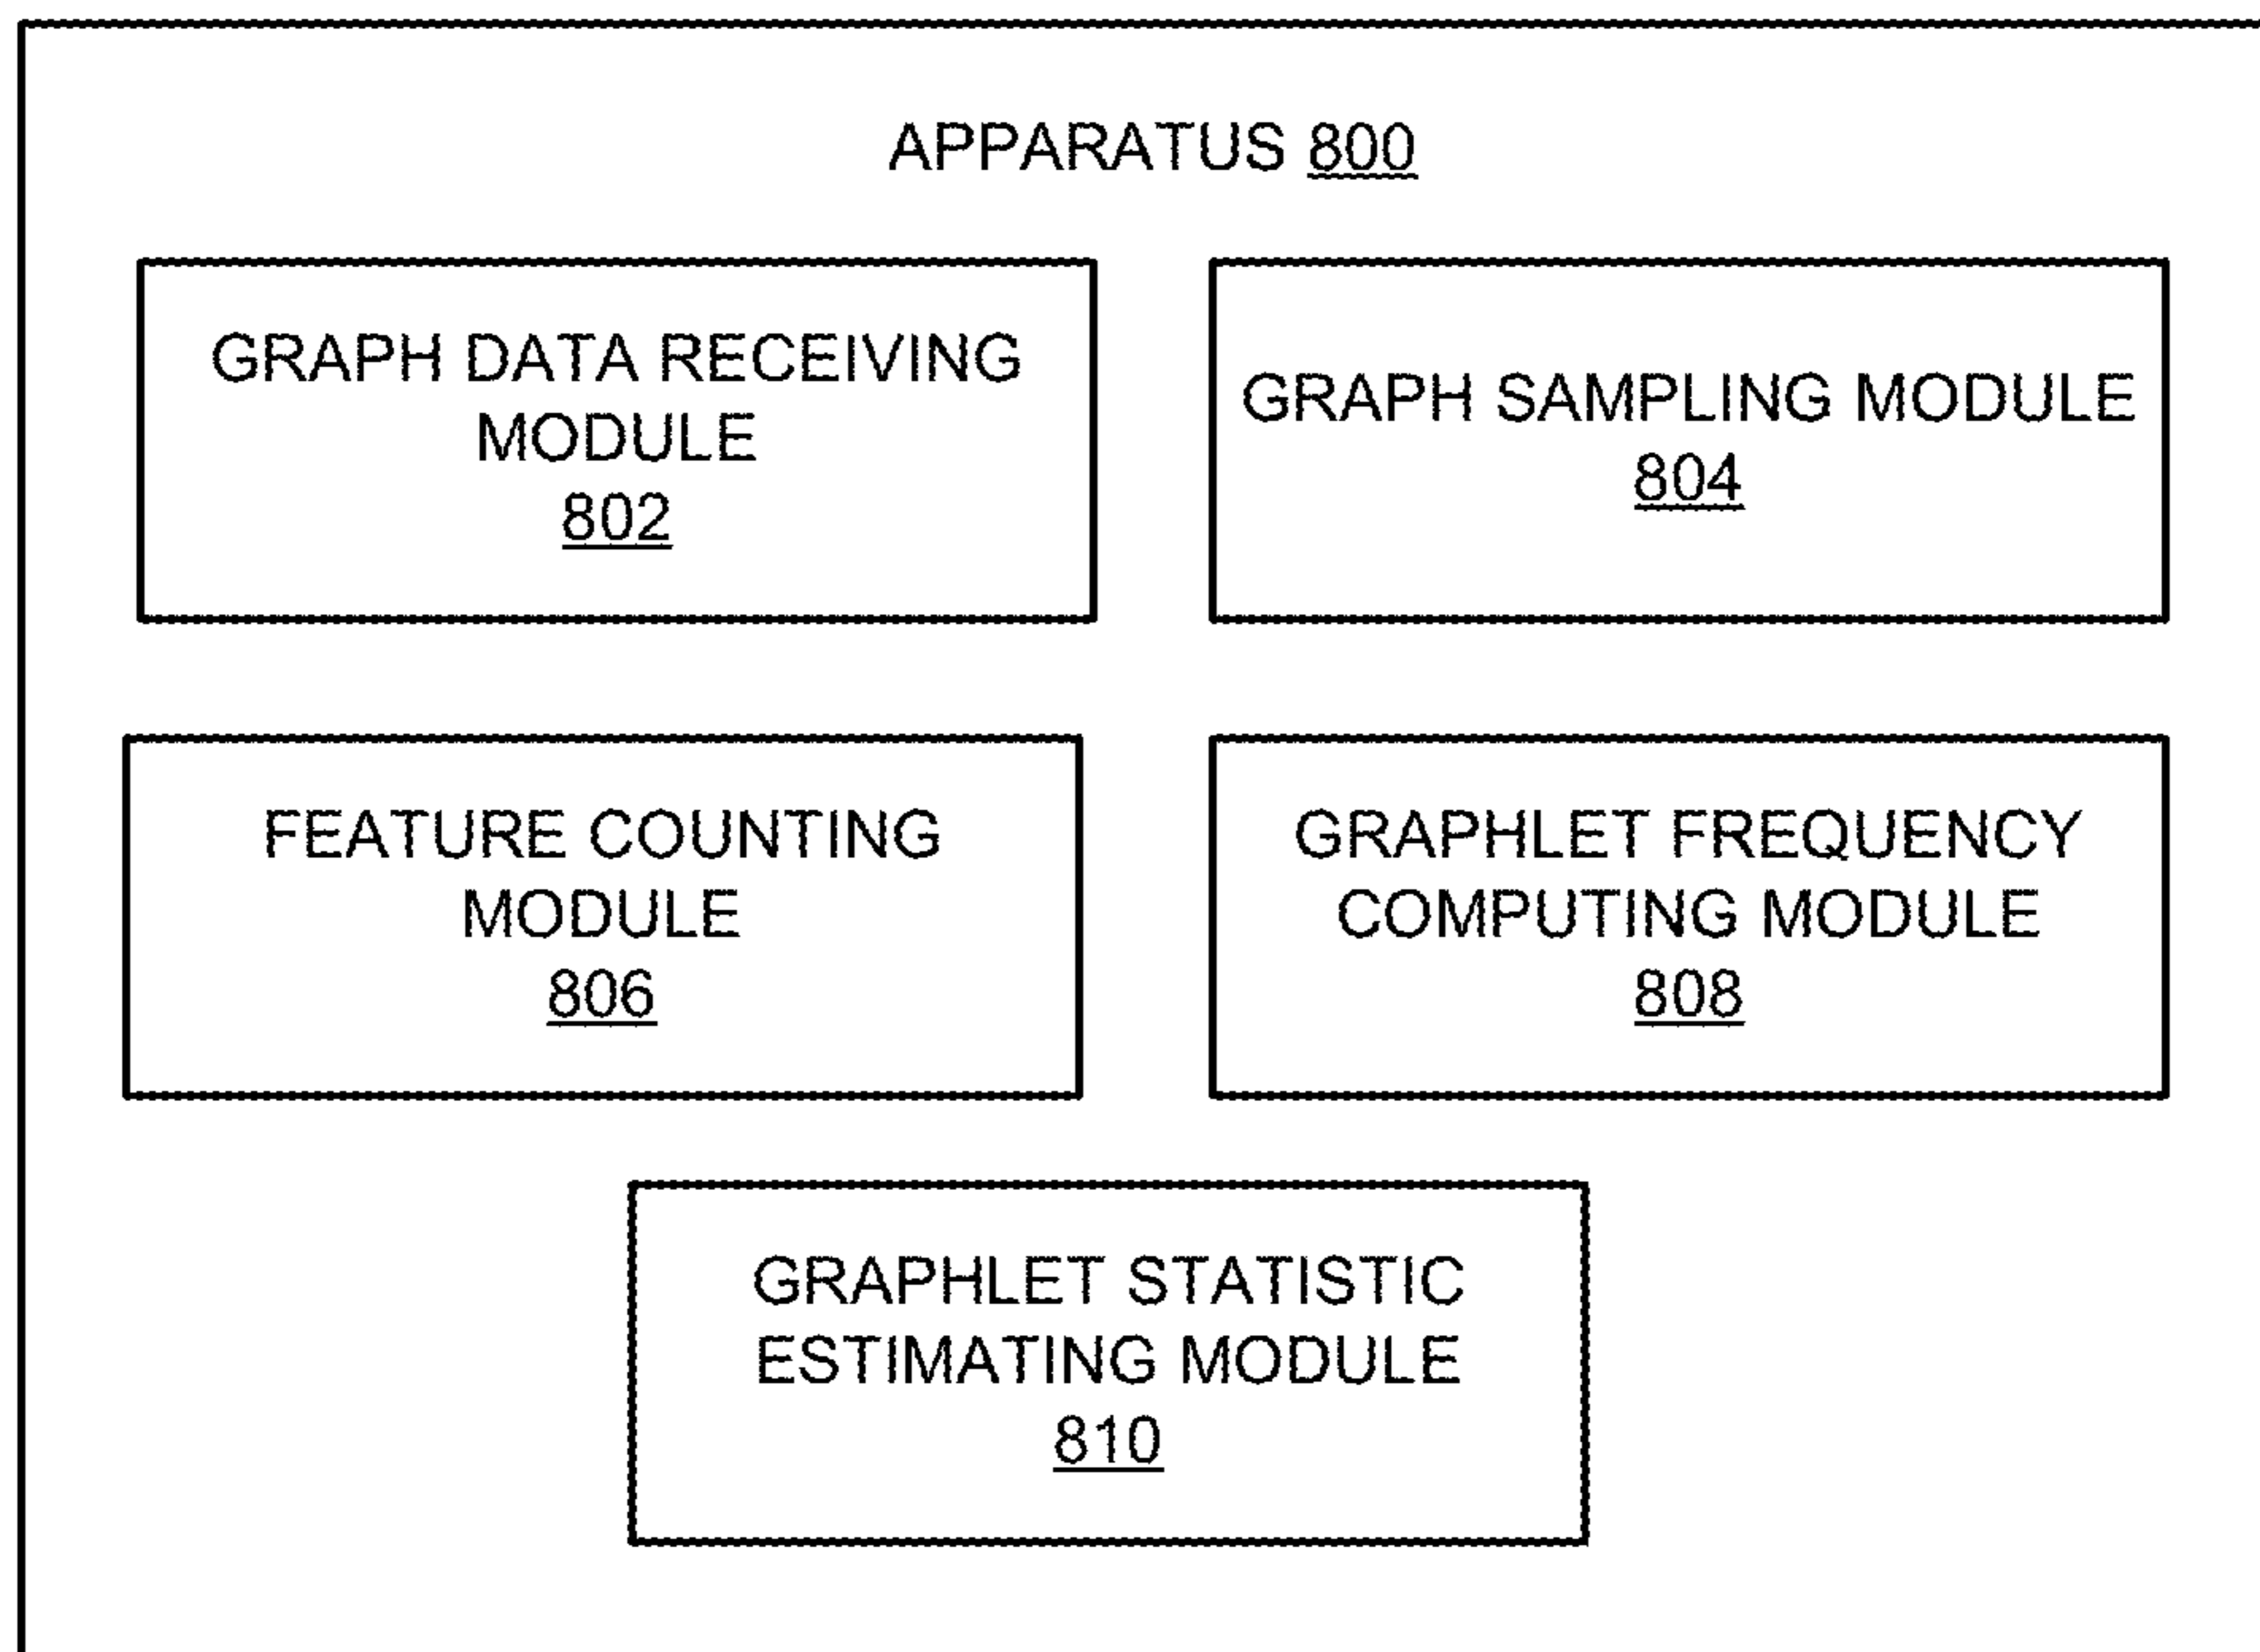 APPARATUS 800
GRAPH DATA RECEIVING
MODULE
802
GRAPH SAMPLING MODULE
804
FEATURE COUNTING
MODULE
806
GRAPHLET FREQUENCY
COMPUTING MODULE
808
GRAPHLET STATISTIC
ESTIMATING MODULE
810